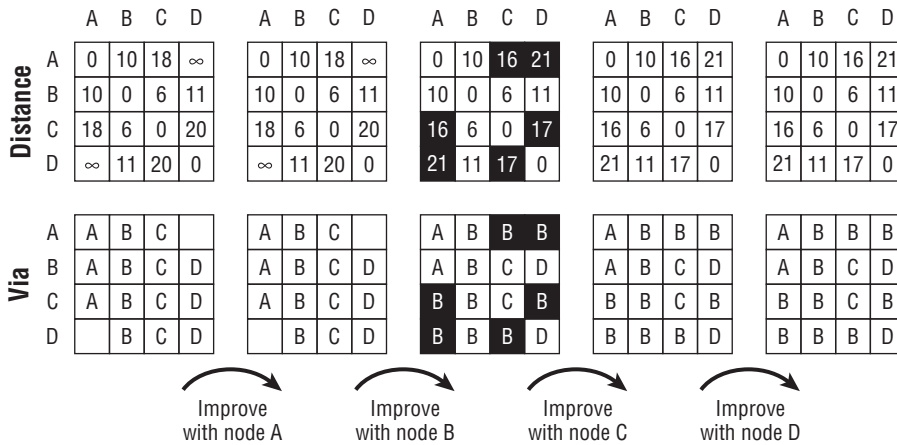 A B C D A B C D A B C D A B C D A B C D
Distance
A 0 10 18 ∞ 0 10 18 ∞ 0 10 16 21 0 10 16 21 0 10 16 21
B 10 0 6 11 10 0 6 11 10 0 6 11 10 0 6 11 10 0 6 11
C 18 6 0 20 18 6 0 20 16 6 0 17 16 6 0 17 16 6 0 17
D ∞ 11 20 0 ∞ 11 20 0 21 11 17 0 21 11 17 0 21 11 17 0
Via
A A B C A B C A B B B A B B B A B B B
B A B C D A B C D A B C D A B C D A B C D
C A B C D A B C D B B C B B B C B B B C B
D B C D B C D B B B D B B B D B B B D
Improve Improve Improve Improve
with node A with node B with node C with node D